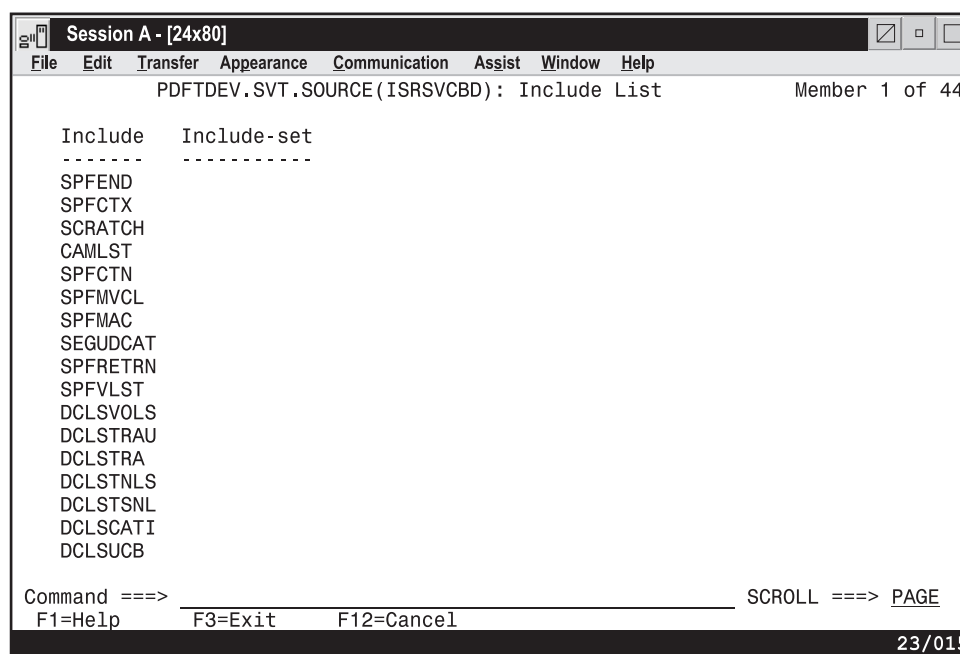 Session A - [24x80]
File Edit Transfer Appearance Communication Assist Window Help
PDFTDEV.SVT.SOURCE(ISRSVCBD): Include List Member 1 of 44
Include Include-set
------- -----------
SPFEND
SPFCTX
SCRATCH
CAMLST
SPFCTN
SPFMVCL
SPFMAC
SEGUDCAT
SPFRETRN
SPFVLST
DCLSVOLS
DCLSTRAU
DCLSTRA
DCLSTNLS
DCLSTSNL
DCLSCATI
DCLSUCB
Command ===> SCROLL ===> PAGE
F1=Help F3=Exit F12=Cancel
23/015